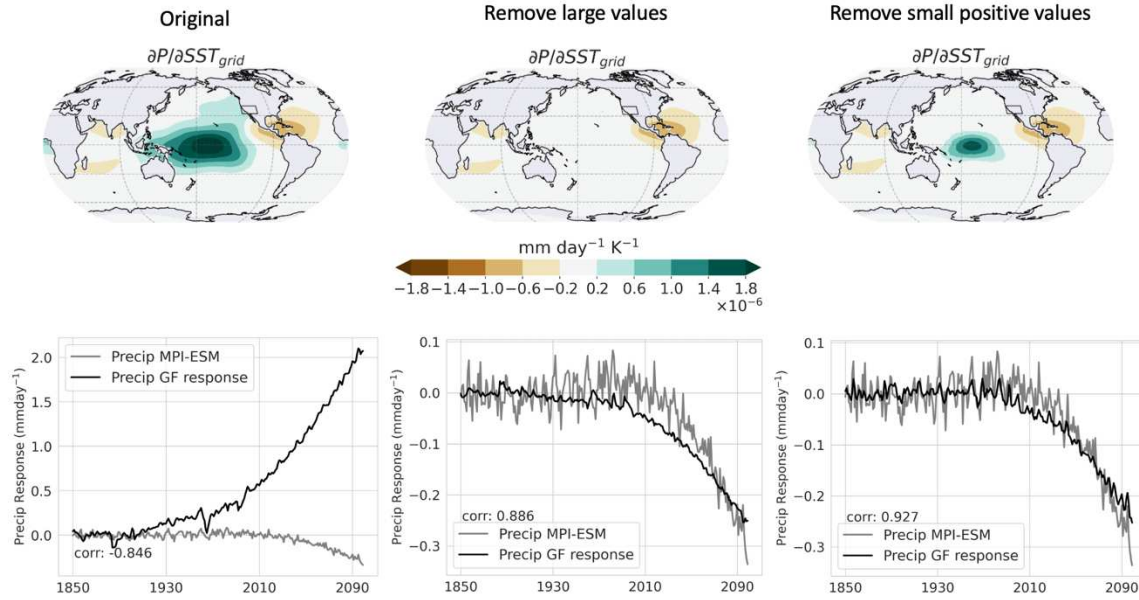 Original
Remove large values
Remove small positive values
∂P/∂SST_grid
∂P/∂SST_grid
∂P/∂SST_grid
mm day⁻¹ K⁻¹
−1.8 −1.4 −1.0 −0.6 −0.2 0.2 0.6 1.0 1.4 1.8
×10⁻⁶
Precip Response (mmday⁻¹)
2.0
1.5
1.0
0.5
0.0
Precip MPI-ESM
Precip GF response
corr: -0.846
1850 1930 2010 2090
Precip Response (mmday⁻¹)
0.1
0.0
−0.1
−0.2
−0.3
corr: 0.886
Precip MPI-ESM
Precip GF response
1850 1930 2010 2090
Precip Response (mmday⁻¹)
0.1
0.0
−0.1
−0.2
−0.3
corr: 0.927
Precip MPI-ESM
Precip GF response
1850 1930 2010 2090